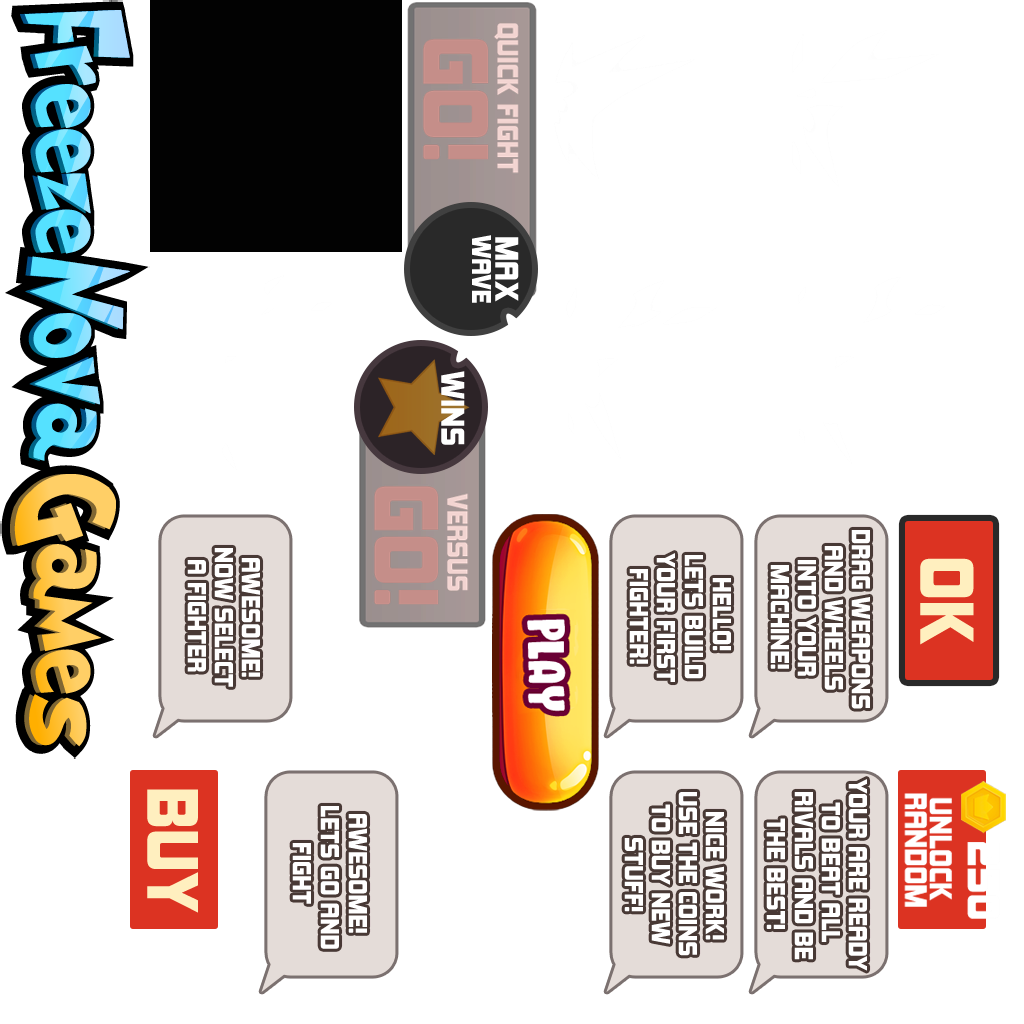 FreezeNova Games
QUICK FIGHT
GO!
MAX
WAVE
WINS
VERSUS
GO!
PLAY
HELLO!
LET'S BUILD
YOUR FIRST
FIGHTER!
DRAG WEAPONS
AND WHEELS
INTO YOUR
MACHINE!
OK
AWESOME!
NOW SELECT
A FIGHTER
BUY
AWESOME!
LET'S GO AND
FIGHT
NICE WORK!
USE THE COINS
TO BUY NEW
STUFF!
YOUR ARE READY
TO BEAT ALL
RIVALS AND BE
THE BEST!
UNLOCK
RANDOM